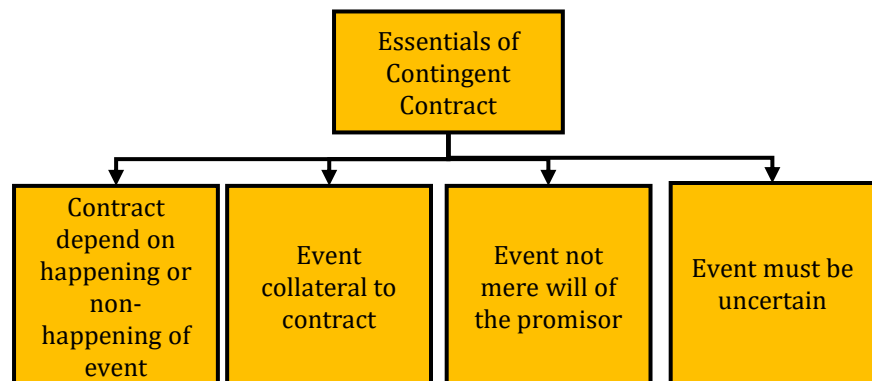 Essentials of
Contingent
Contract
Contract
depend on
happening or
non-
happening of
event
Event
collateral to
contract
Event not
mere will of
the promisor
Event must be
uncertain